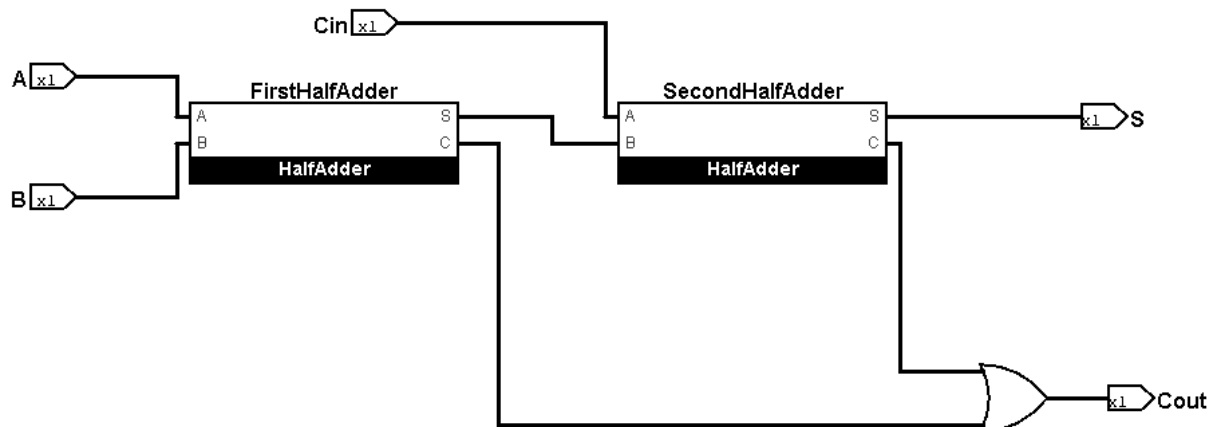 Cin x1
A x1
FirstHalfAdder
A S
B C
HalfAdder
SecondHalfAdder
A S
B C
HalfAdder
x1 S
B x1
x1 Cout